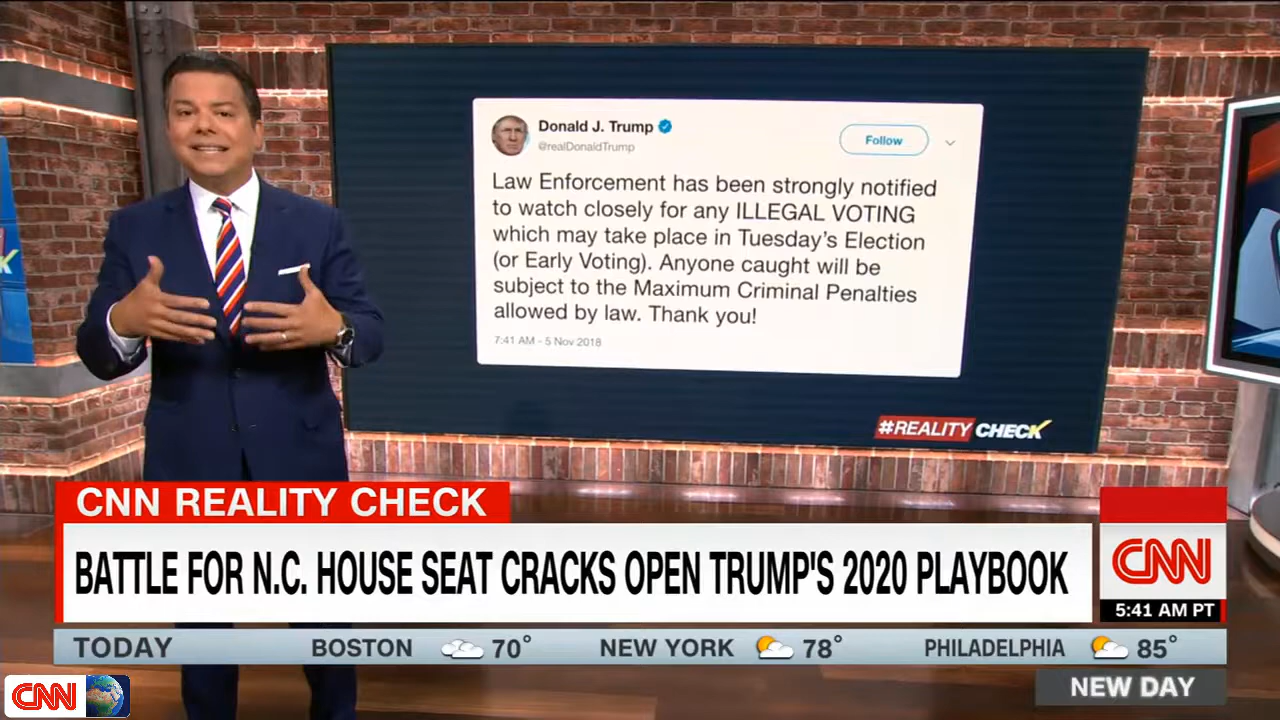 Donald J. Trump
@realDonaldTrump
Follow
Law Enforcement has been strongly notified
to watch closely for any ILLEGAL VOTING
which may take place in Tuesday's Election
(or Early Voting). Anyone caught will be
subject to the Maximum Criminal Penalties
allowed by law. Thank you!
7:41 AM - 5 Nov 2018
#REALITY CHECK
K
CNN REALITY CHECK
BATTLE FOR N.C. HOUSE SEAT CRACKS OPEN TRUMP'S 2020 PLAYBOOK
CNN
5:41 AM PT
TODAY BOSTON 70° NEW YORK 78° PHILADELPHIA 85°
CNN
NEW DAY